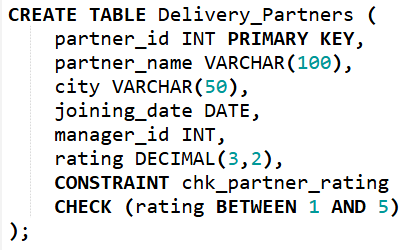 CREATE TABLE Delivery_Partners (
    partner_id INT PRIMARY KEY,
    partner_name VARCHAR(100),
    city VARCHAR(50),
    joining_date DATE,
    manager_id INT,
    rating DECIMAL(3,2),
    CONSTRAINT chk_partner_rating
    CHECK (rating BETWEEN 1 AND 5)
);